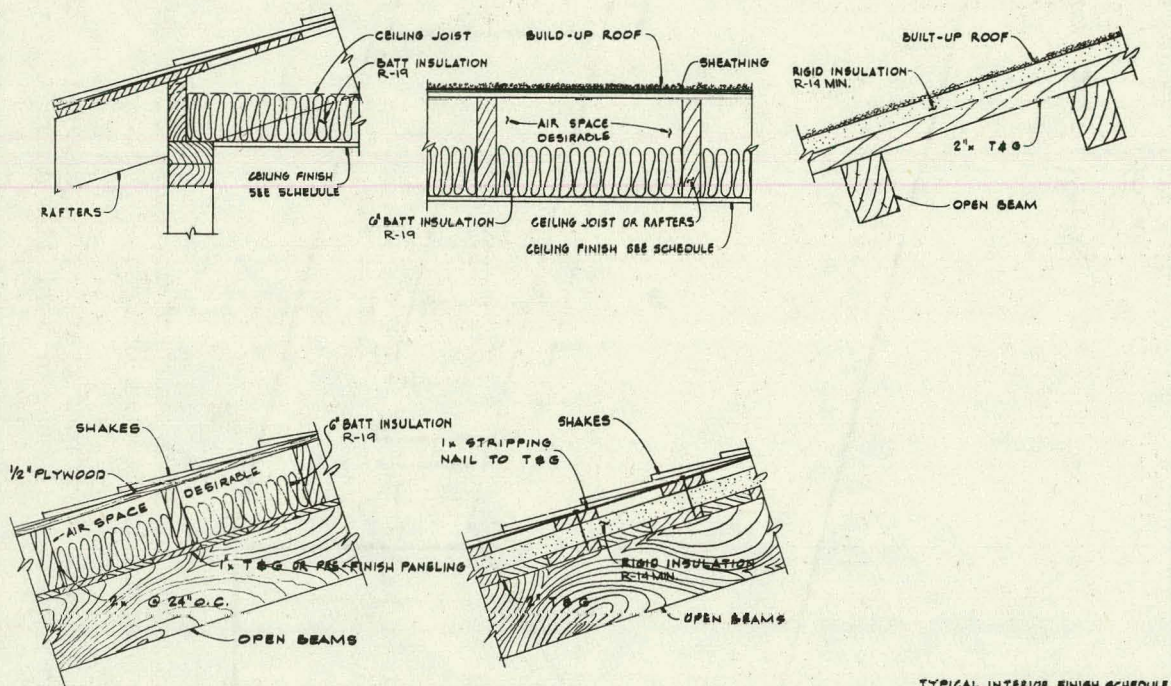 CEILING JOIST
BATT INSULATION
R-19
CEILING FINISH
SEE SCHEDULE
RAFTERS
BUILD-UP ROOF
SHEATHING
AIR SPACE
DESIRABLE
6" BATT INSULATION
R-19
CEILING JOIST OR RAFTERS
CEILING FINISH SEE SCHEDULE
BUILT-UP ROOF
RIGID INSULATION
R-14 MIN.
2"x T&G
OPEN BEAM
SHAKES
6" BATT INSULATION
R-19
1/2" PLYWOOD
AIR SPACE
DESIRABLE
1"x T&G OR PRE-FINISH PANELING
2x @ 24" O.C.
OPEN BEAMS
SHAKES
1x STRIPPING
NAIL TO T&G
RIGID INSULATION
R-14 MIN.
2" T&G
OPEN BEAMS
TYPICAL INTERIOR FINISH SCHEDULE